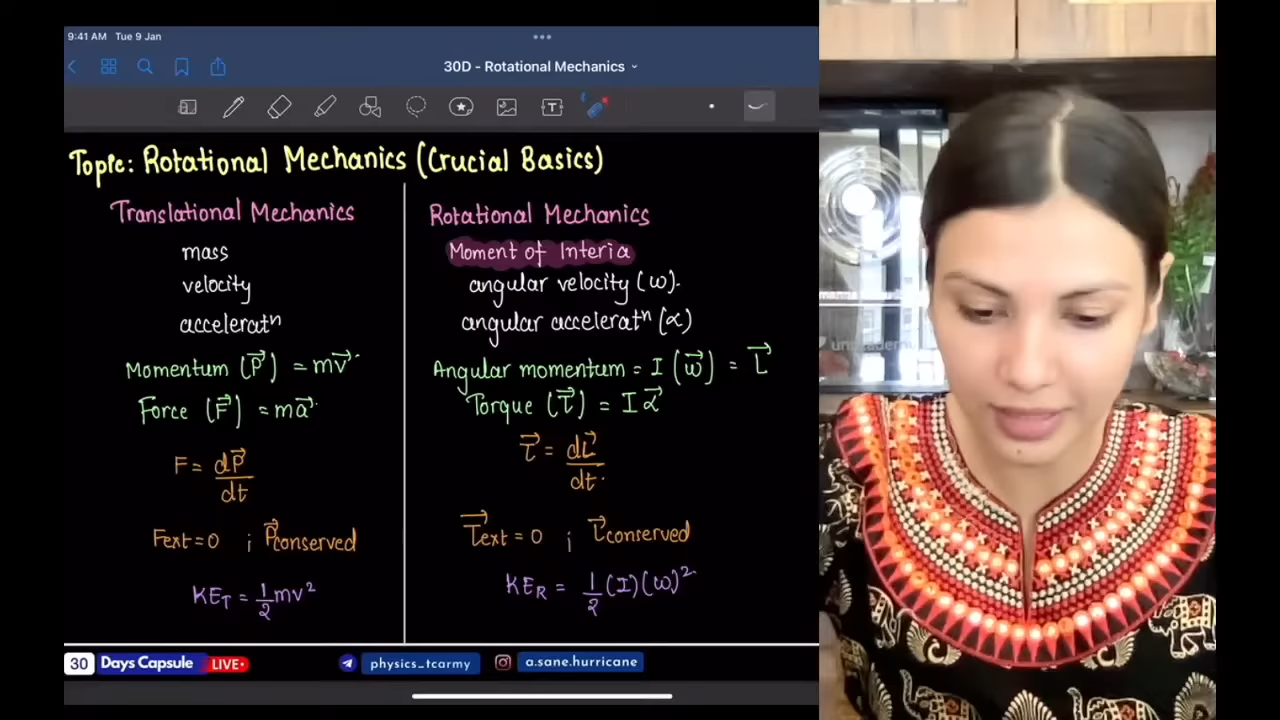 9:41 AM Tue 9 Jan
30D - Rotational Mechanics
Topic: Rotational Mechanics (Crucial Basics)
Translational Mechanics
mass
velocity
acceleratⁿ
Momentum (P⃗) = mv⃗
Force (F⃗) = ma⃗
F = dP⃗/dt
Fext = 0 ; P⃗conserved
KE_T = 1/2 mv²
Rotational Mechanics
Moment of Interia
angular velocity (ω).
angular acceleratⁿ (α)
Angular momentum = I (ω⃗) = L⃗
Torque (τ⃗) = I α⃗
τ⃗ = dL⃗/dt
τ⃗ext = 0 ; L⃗conserved
KE_R = 1/2 (I)(ω)²
30 Days Capsule LIVE
physics_tcarmy
a.sane.hurricane